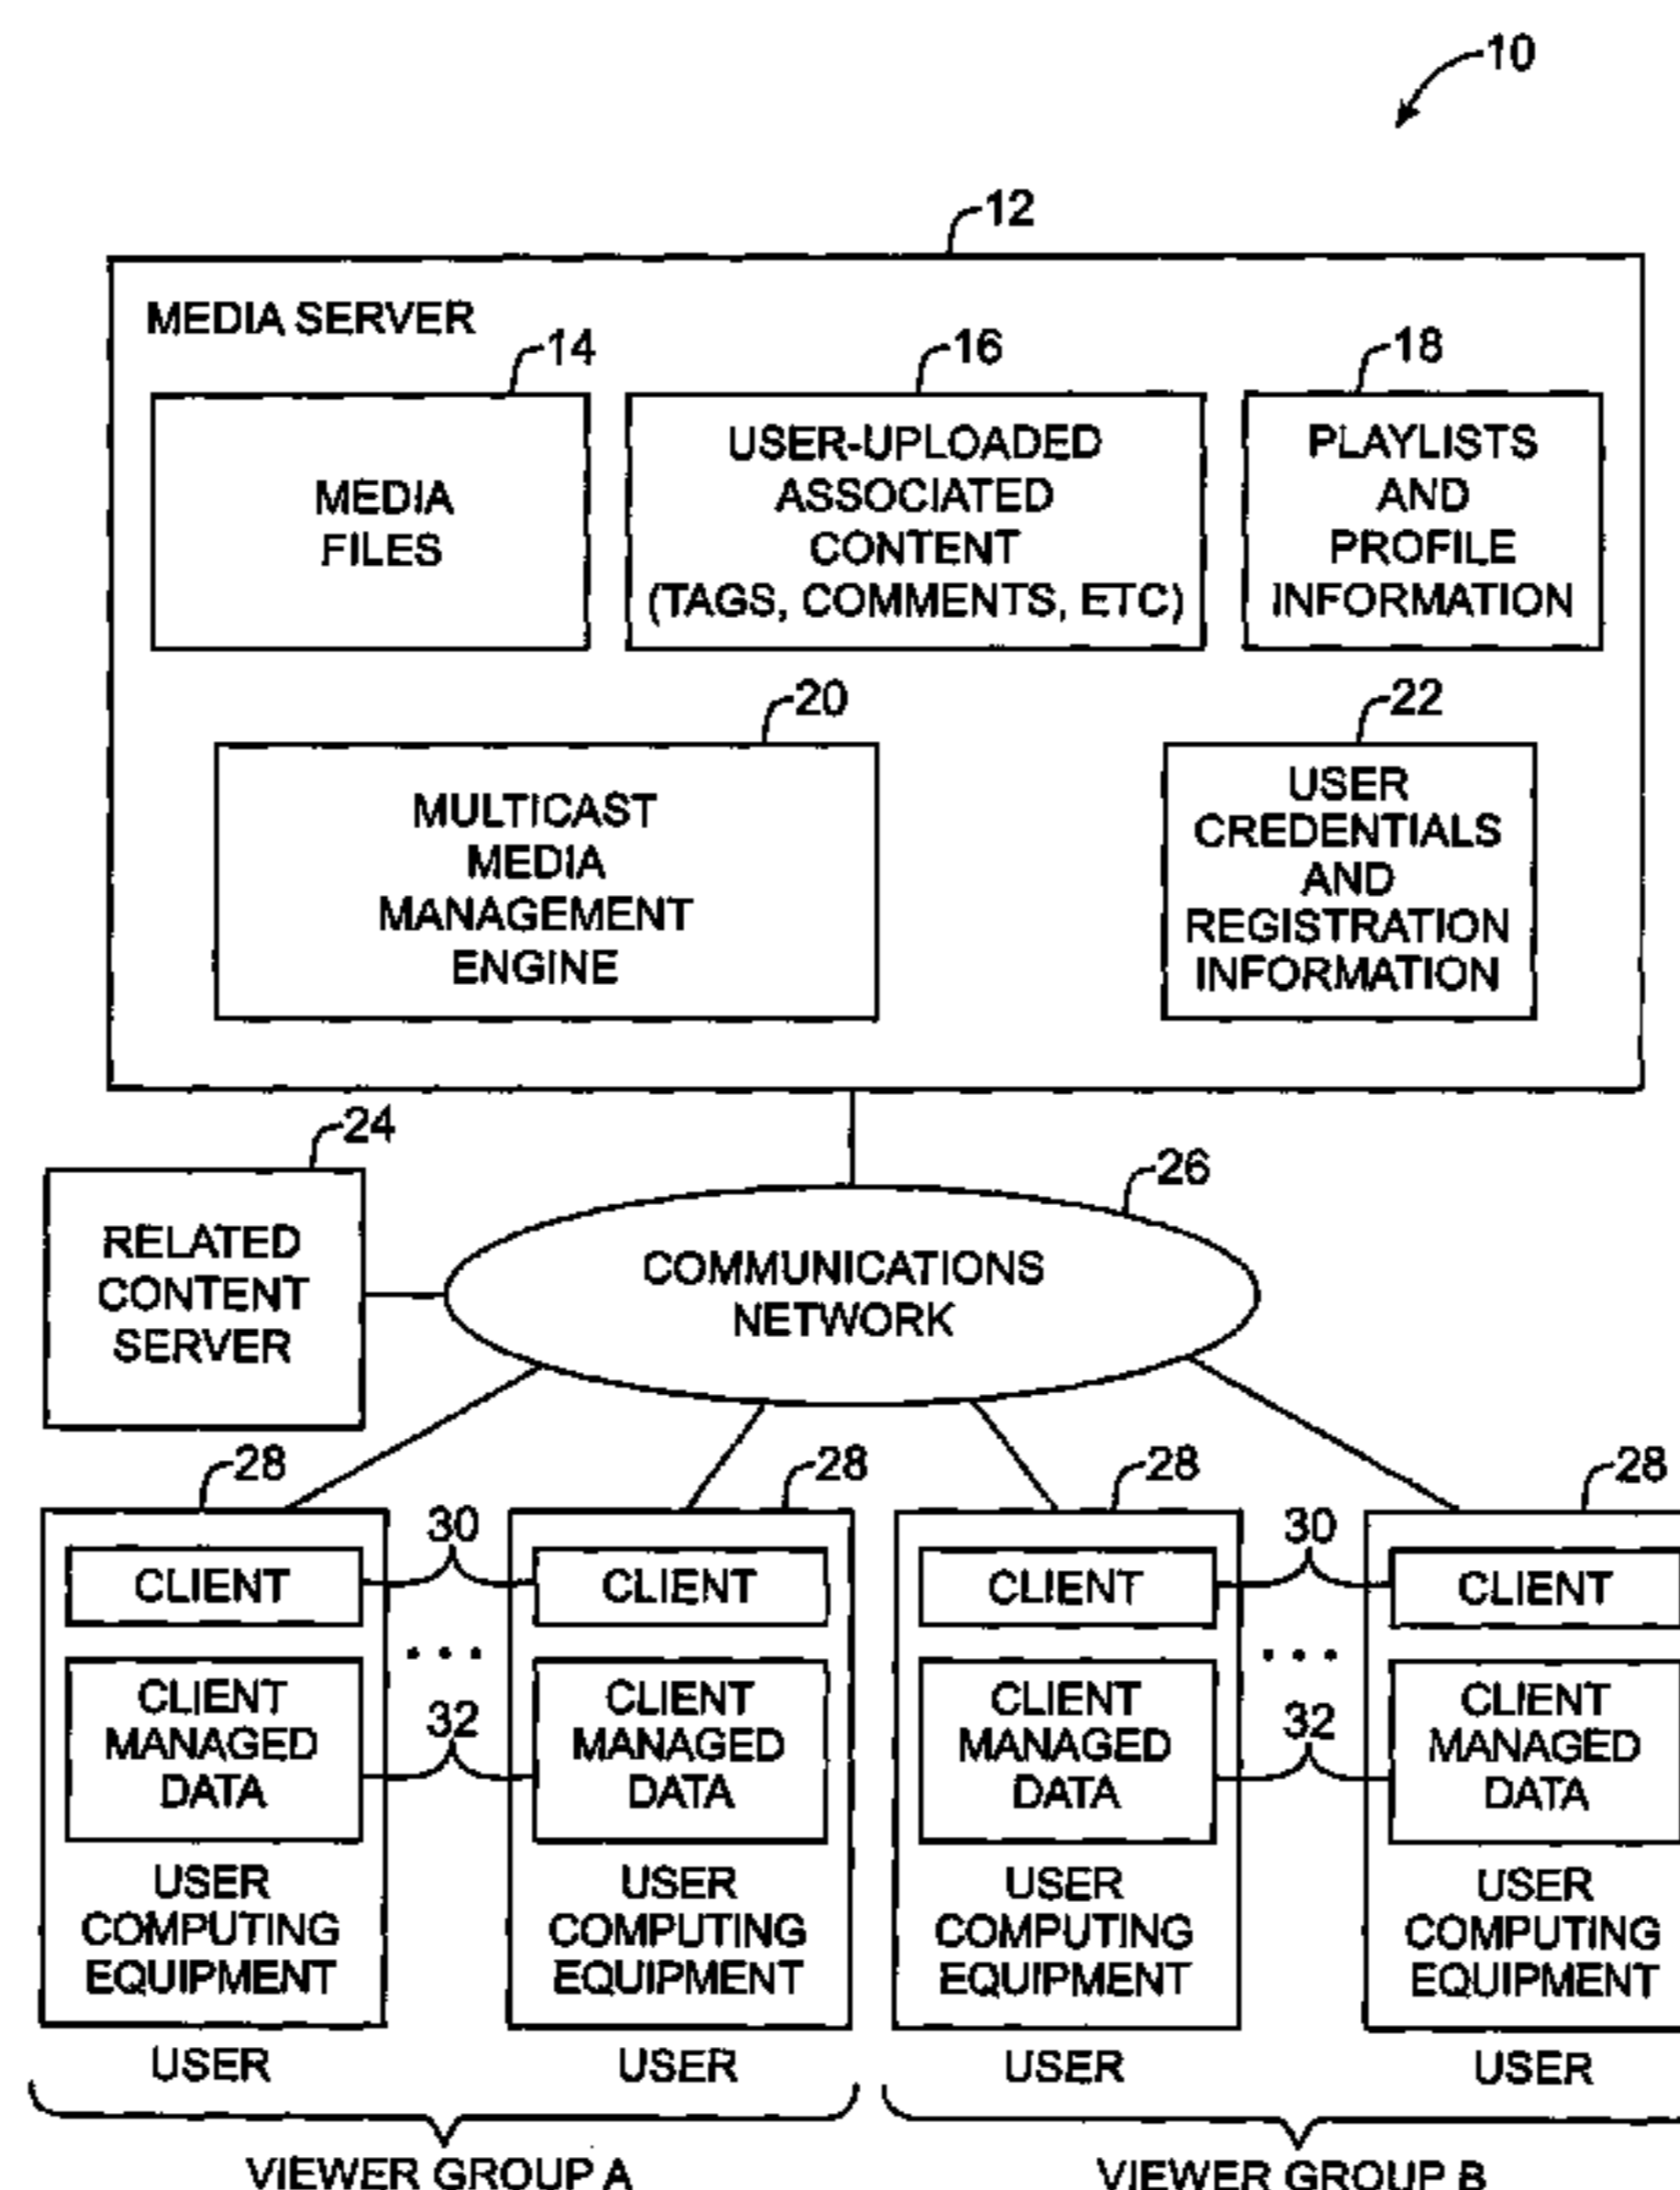 10
12
MEDIA SERVER
14
16
18
MEDIA
FILES
USER-UPLOADED
ASSOCIATED
CONTENT
(TAGS, COMMENTS, ETC)
PLAYLISTS
AND
PROFILE
INFORMATION
20
22
MULTICAST
MEDIA
MANAGEMENT
ENGINE
USER
CREDENTIALS
AND
REGISTRATION
INFORMATION
24
26
RELATED
CONTENT
SERVER
COMMUNICATIONS
NETWORK
28
28
28
28
30
30
CLIENT
CLIENT
CLIENT
CLIENT
. . .
. . .
32
32
CLIENT
MANAGED
DATA
CLIENT
MANAGED
DATA
CLIENT
MANAGED
DATA
CLIENT
MANAGED
DATA
USER
COMPUTING
EQUIPMENT
USER
COMPUTING
EQUIPMENT
USER
COMPUTING
EQUIPMENT
USER
COMPUTING
EQUIPMENT
USER
USER
USER
USER
VIEWER GROUP A
VIEWER GROUP B